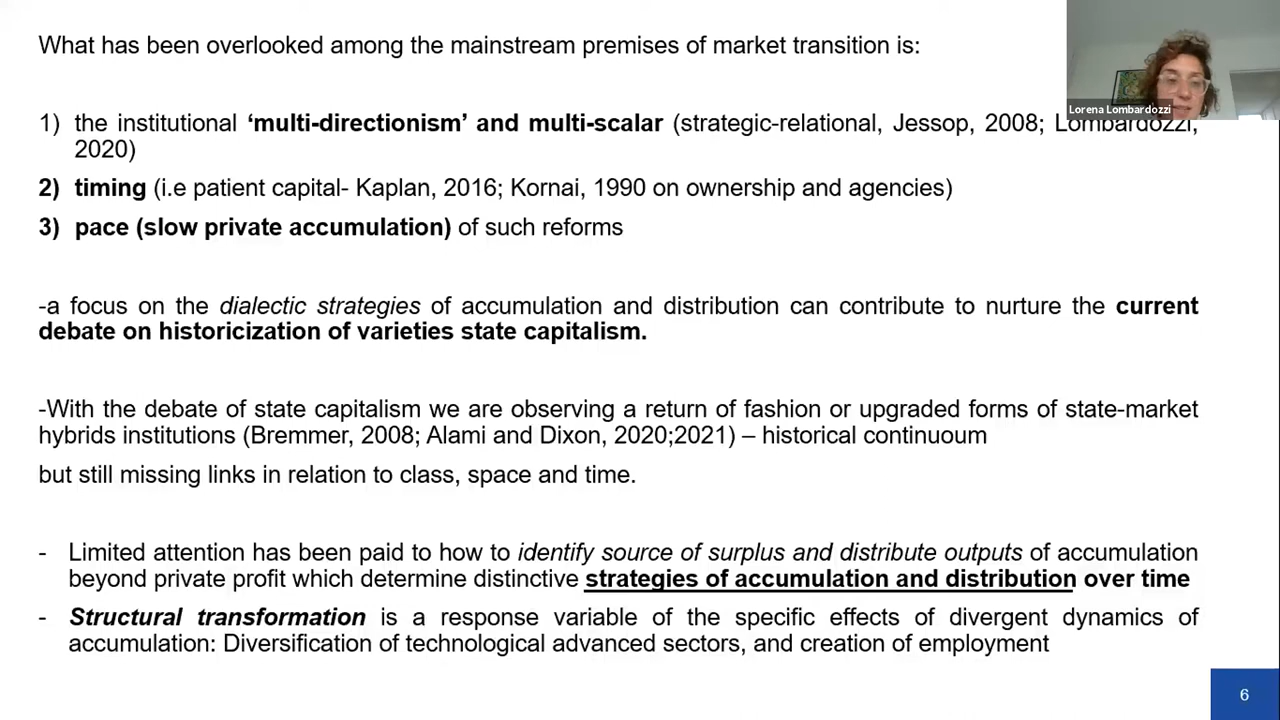 What has been overlooked among the mainstream premises of market transition is:
Lorena Lombardozzi
1) the institutional ‘multi-directionism’ and multi-scalar (strategic-relational, Jessop, 2008; Lombardozzi,
2020)
2) timing (i.e patient capital- Kaplan, 2016; Kornai, 1990 on ownership and agencies)
3) pace (slow private accumulation) of such reforms
-a focus on the dialectic strategies of accumulation and distribution can contribute to nurture the current
debate on historicization of varieties state capitalism.
-With the debate of state capitalism we are observing a return of fashion or upgraded forms of state-market
hybrids institutions (Bremmer, 2008; Alami and Dixon, 2020;2021) – historical continuoum
but still missing links in relation to class, space and time.
- Limited attention has been paid to how to identify source of surplus and distribute outputs of accumulation
beyond private profit which determine distinctive strategies of accumulation and distribution over time
- Structural transformation is a response variable of the specific effects of divergent dynamics of
accumulation: Diversification of technological advanced sectors, and creation of employment
6